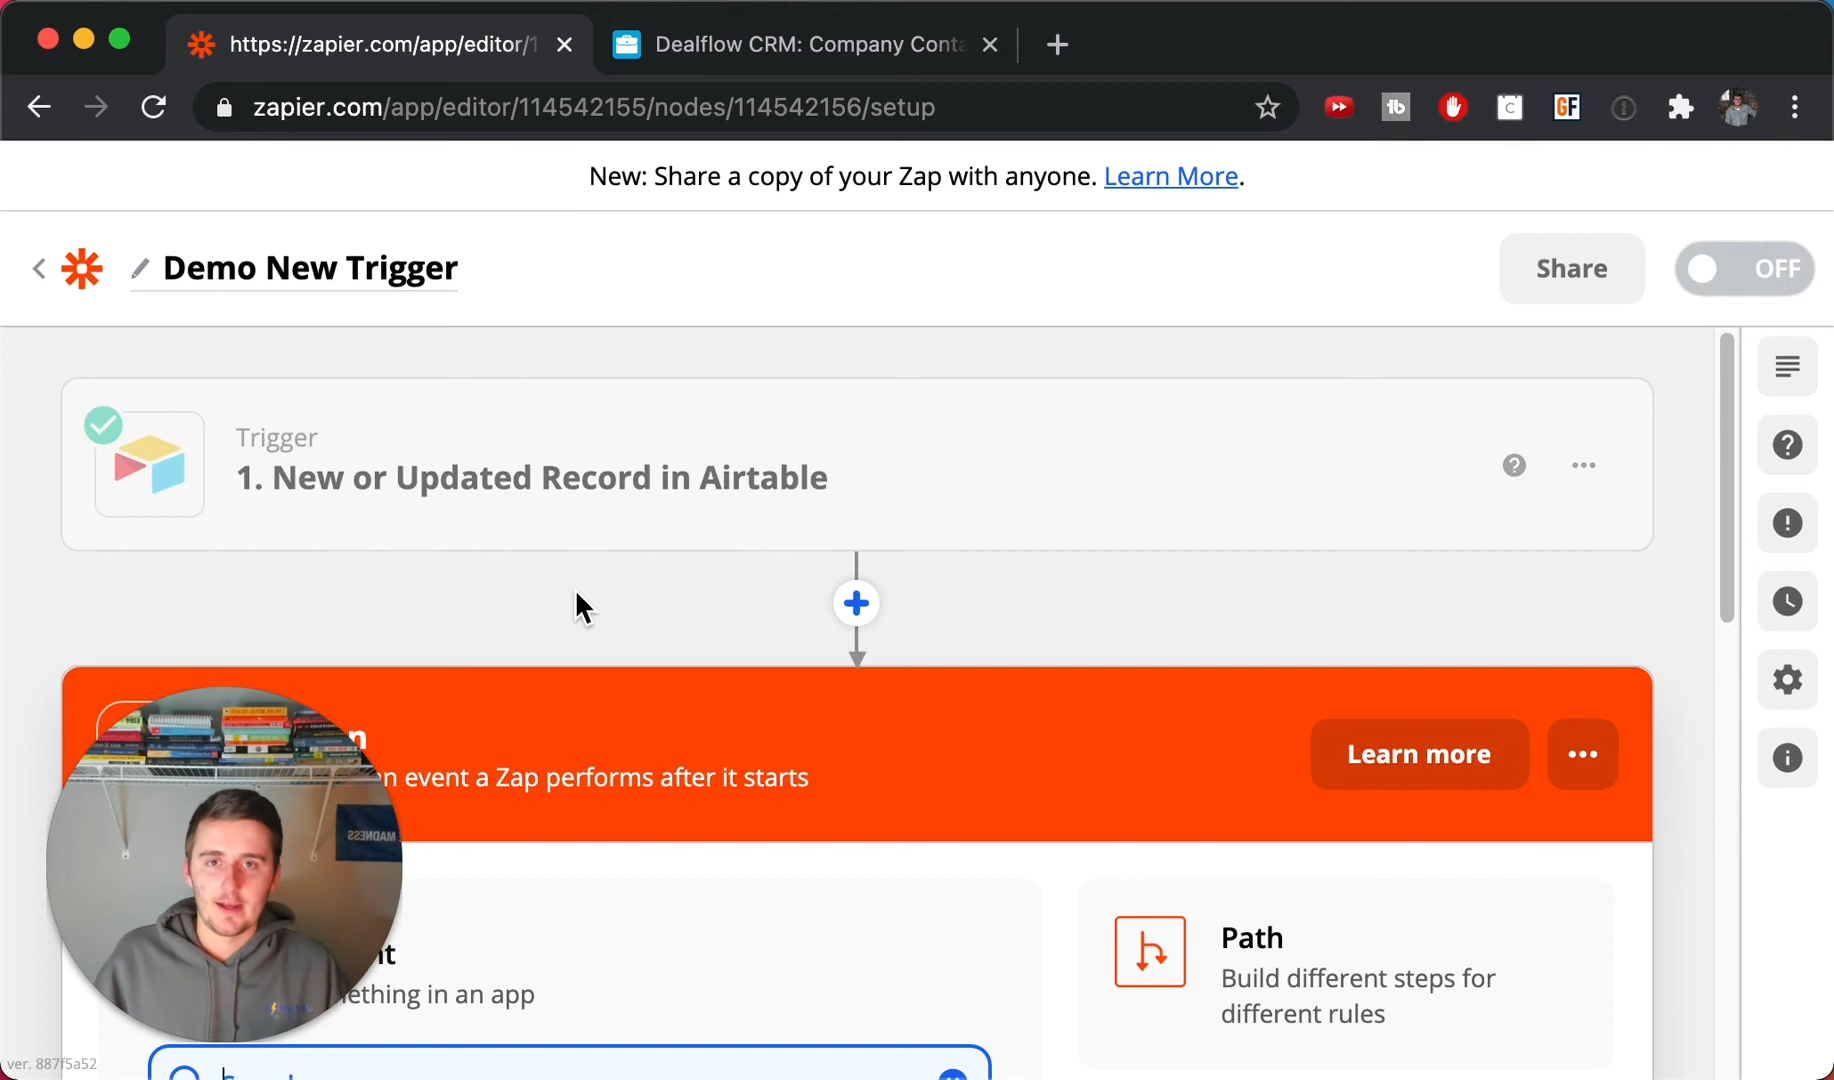 https://zapier.com/app/editor/1
Dealflow CRM: Company Conta
zapier.com/app/editor/114542155/nodes/114542156/setup
tb
C
GF
New: Share a copy of your Zap with anyone. Learn More.
Demo New Trigger
Share
OFF
Trigger
1. New or Updated Record in Airtable
n
n event a Zap performs after it starts
Learn more
nt
ething in an app
Path
Build different steps for
different rules
ver. 887f5a52